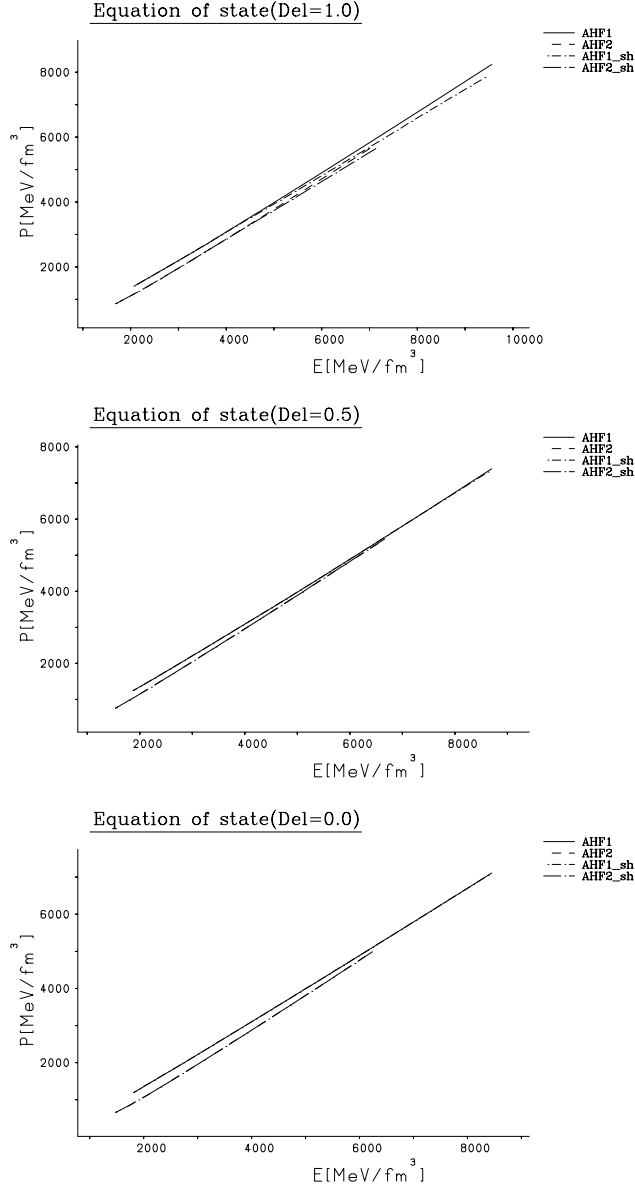 Equation of state(Del=1.0)
AHF1
AHF2
AHF1_sh
AHF2_sh
8000
6000
4000
2000
P[MeV/fm³]
2000 4000 6000 8000 10000
E[MeV/fm³]
Equation of state(Del=0.5)
AHF1
AHF2
AHF1_sh
AHF2_sh
8000
6000
4000
2000
P[MeV/fm³]
2000 4000 6000 8000
E[MeV/fm³]
Equation of state(Del=0.0)
AHF1
AHF2
AHF1_sh
AHF2_sh
6000
4000
2000
P[MeV/fm³]
2000 4000 6000 8000
E[MeV/fm³]